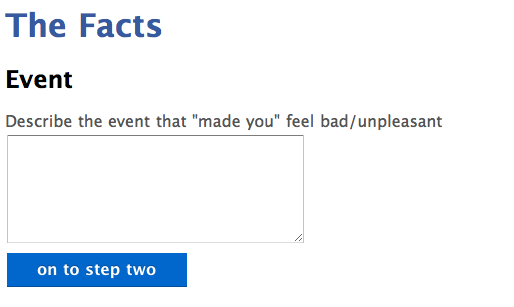 The Facts
Event
Describe the event that "made you" feel bad/unpleasant
on to step two